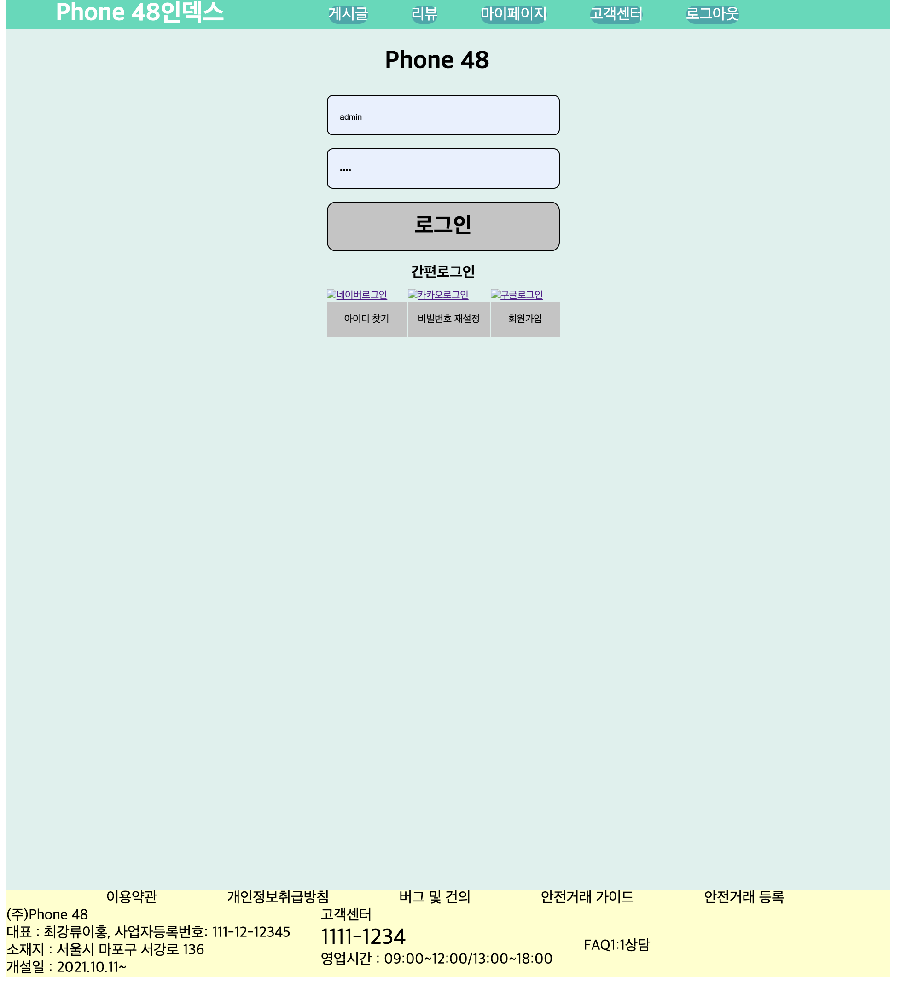 Phone 48인덱스 게시글 리뷰 마이페이지 고객센터 로그아웃
Phone 48
admin
••••
로그인
간편로그인
네이버로그인 카카오로그인 구글로그인
아이디 찾기 비빌번호 재설정 회원가입
이용약관 개인정보취급방침 버그 및 건의 안전거래 가이드 안전거래 등록
(주)Phone 48
대표 : 최강류이홍, 사업자등록번호: 111-12-12345
소재지 : 서울시 마포구 서강로 136
개설일 : 2021.10.11~
고객센터
1111-1234
영업시간 : 09:00~12:00/13:00~18:00
FAQ1:1상담